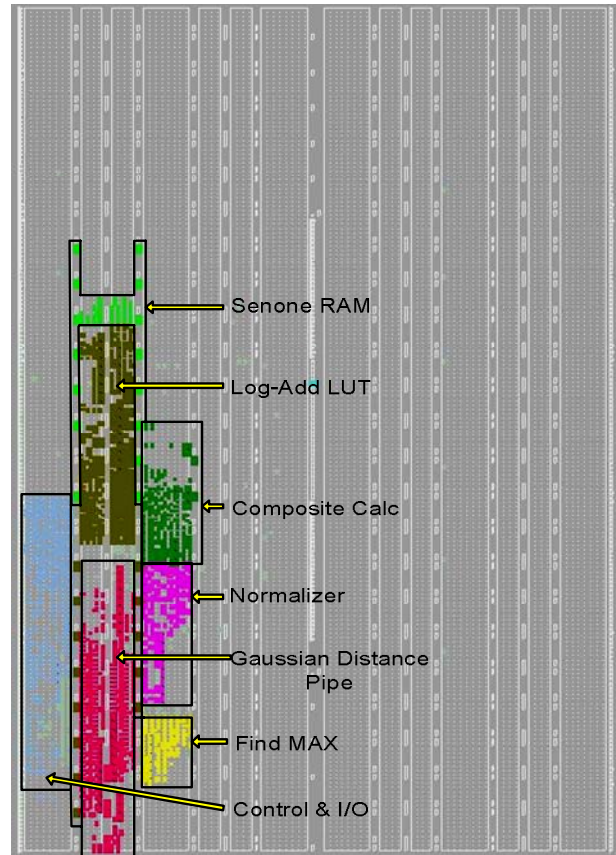 Senone RAM
Log-Add LUT
Composite Calc
Normalizer
Gaussian Distance
Pipe
Find MAX
Control & I/O